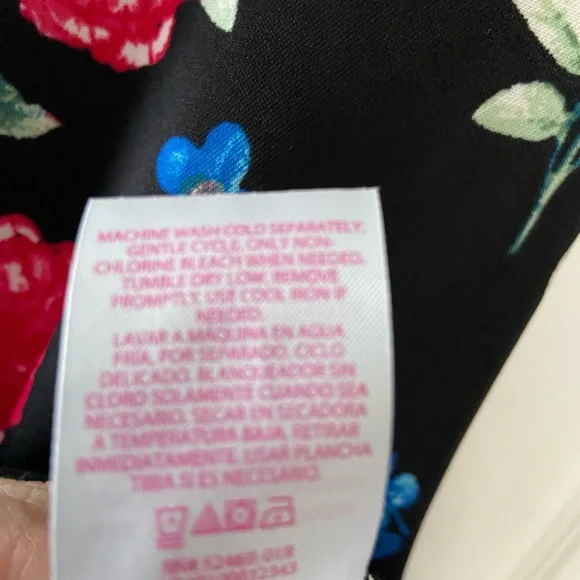 MACHINE WASH COLD SEPARATELY,
GENTLE CYCLE, ONLY NON-
CHLORINE BLEACH WHEN NEEDED,
TUMBLE DRY LOW. REMOVE
PROMPTLY. USE COOL IRON IF
NEEDED.
LAVAR A MÁQUINA EN AGUA
FRÍA, POR SEPARADO, CICLO
DELICADO. BLANQUEADOR SIN
CLORO SOLAMENTE CUANDO SEA
NECESARIO. SECAR EN SECADORA
A TEMPERATURA BAJA. RETIRAR
INMEDIATAMENTE. USAR PLANCHA
TIBIA SI ES NECESARIO.